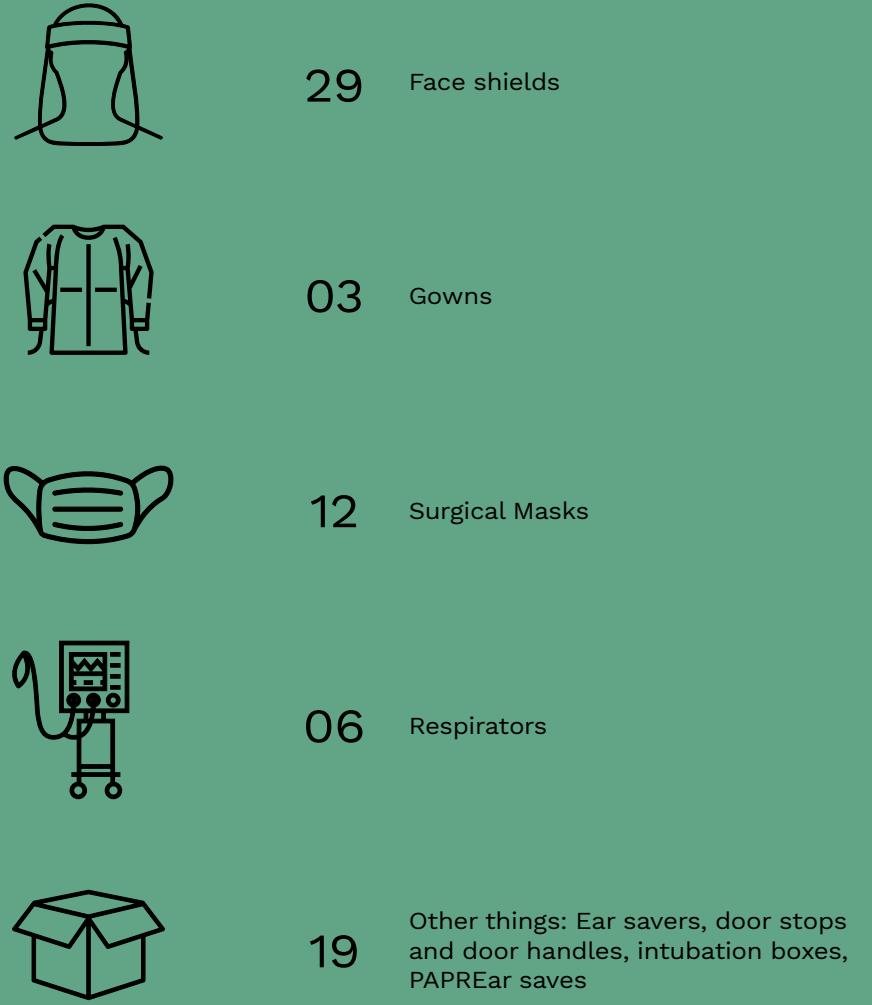 29 Face shields
03 Gowns
12 Surgical Masks
06 Respirators
19 Other things: Ear savers, door stops
and door handles, intubation boxes,
PAPREar saves